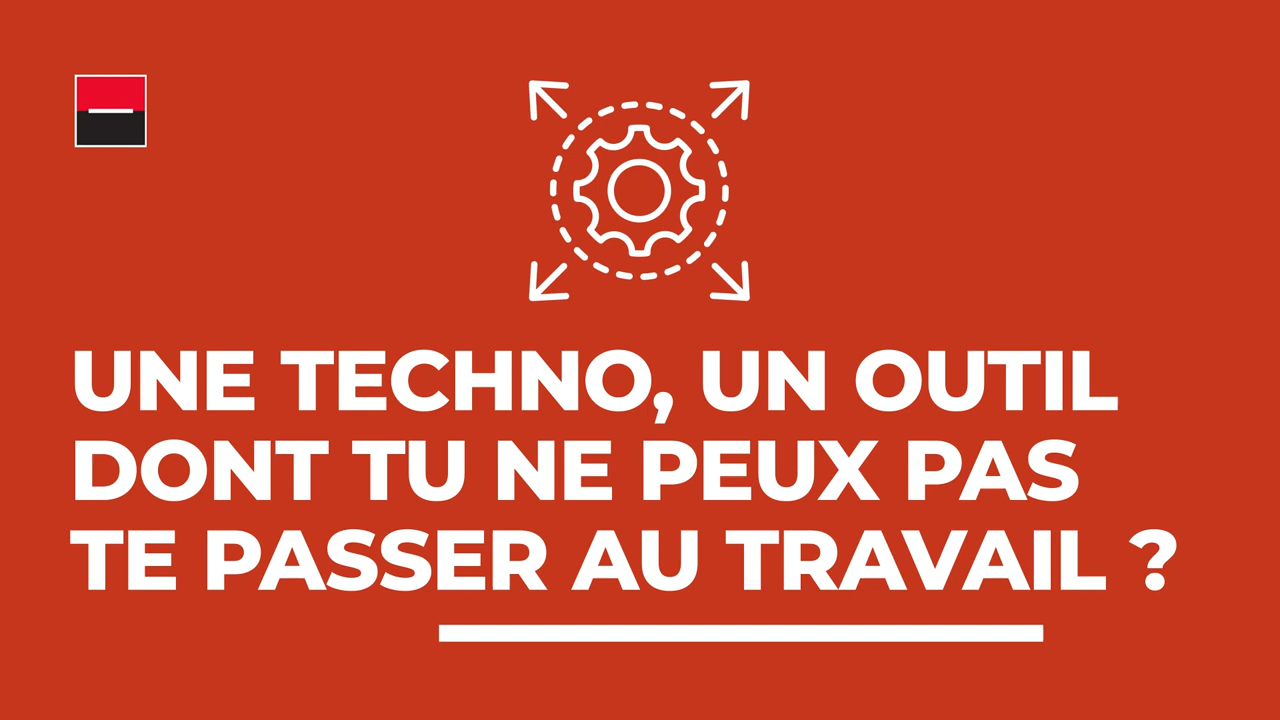 UNE TECHNO, UN OUTIL
DONT TU NE PEUX PAS
TE PASSER AU TRAVAIL ?